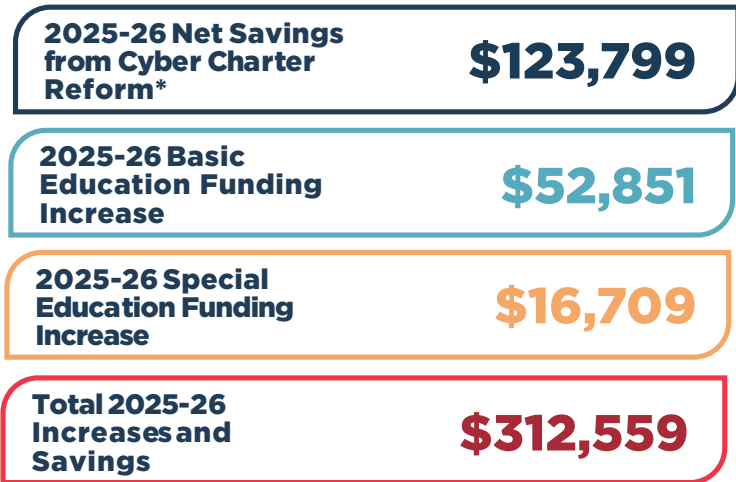 2025-26 Net Savings
from Cyber Charter
Reform*
$123,799
2025-26 Basic
Education Funding
Increase
$52,851
2025-26 Special
Education Funding
Increase
$16,709
Total 2025-26
Increases and
Savings
$312,559